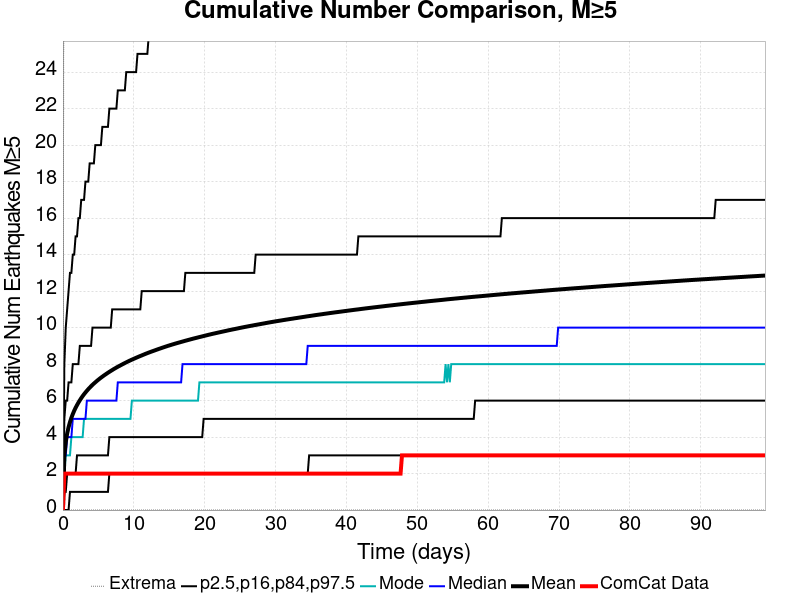 Cumulative Number Comparison, M≥5
Cumulative Num Earthquakes M≥5
24
22
20
18
16
14
12
10
8
6
4
2
0
0 10 20 30 40 50 60 70 80 90
Time (days)
Extrema p2.5,p16,p84,p97.5 Mode Median Mean ComCat Data